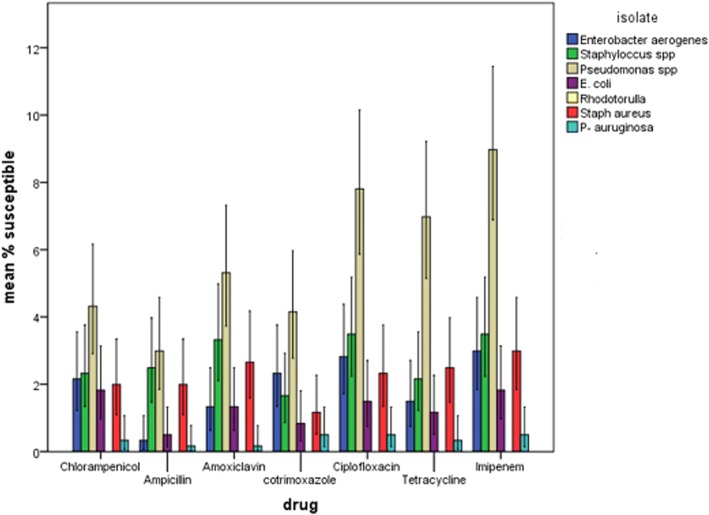 isolate
Enterobacter aerogenes
Staphyloccus spp
Pseudomonas spp
E. coli
Rhodotorulla
Staph aureus
P- auruginosa
mean % susceptible
12
10
8
6
4
2
0
Chlorampenicol
Ampicillin
Amoxiclavin
cotrimoxazole
Ciplofloxacin
Tetracycline
Imipenem
drug